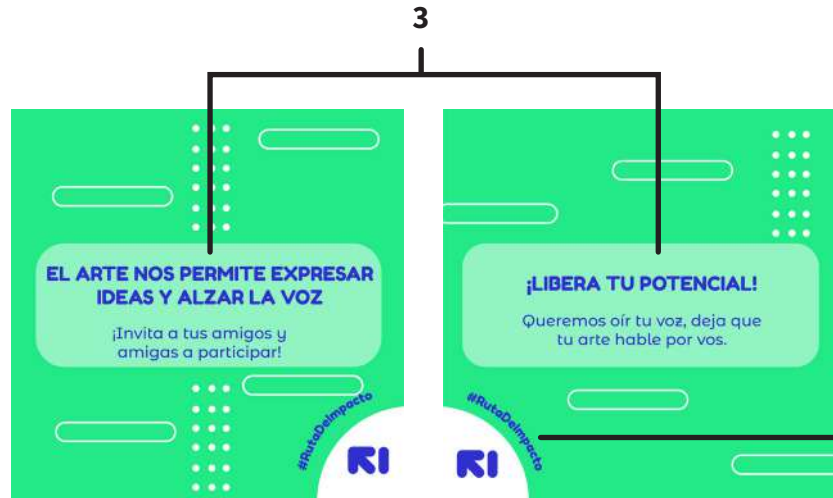 3
EL ARTE NOS PERMITE EXPRESAR
IDEAS Y ALZAR LA VOZ
¡Invita a tus amigos y
amigas a participar!
#RutaDeImpacto
RI
¡LIBERA TU POTENCIAL!
Queremos oír tu voz, deja que
tu arte hable por vos.
#RutaDeImpacto
RI